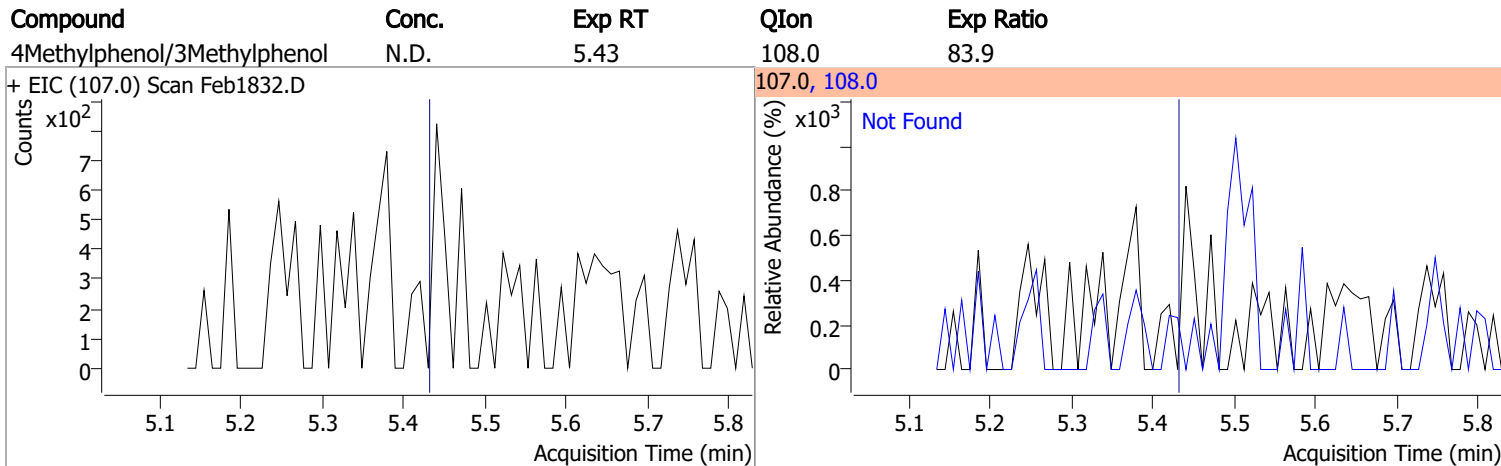 Compound Conc. Exp RT QIon Exp Ratio
4Methylphenol/3Methylphenol N.D. 5.43 108.0 83.9
+ EIC (107.0) Scan Feb1832.D
Counts
x10²
7
6
5
4
3
2
1
0
5.1 5.2 5.3 5.4 5.5 5.6 5.7 5.8
Acquisition Time (min)
107.0, 108.0
Relative Abundance (%)
x10³
Not Found
0.8
0.6
0.4
0.2
0
5.1 5.2 5.3 5.4 5.5 5.6 5.7 5.8
Acquisition Time (min)